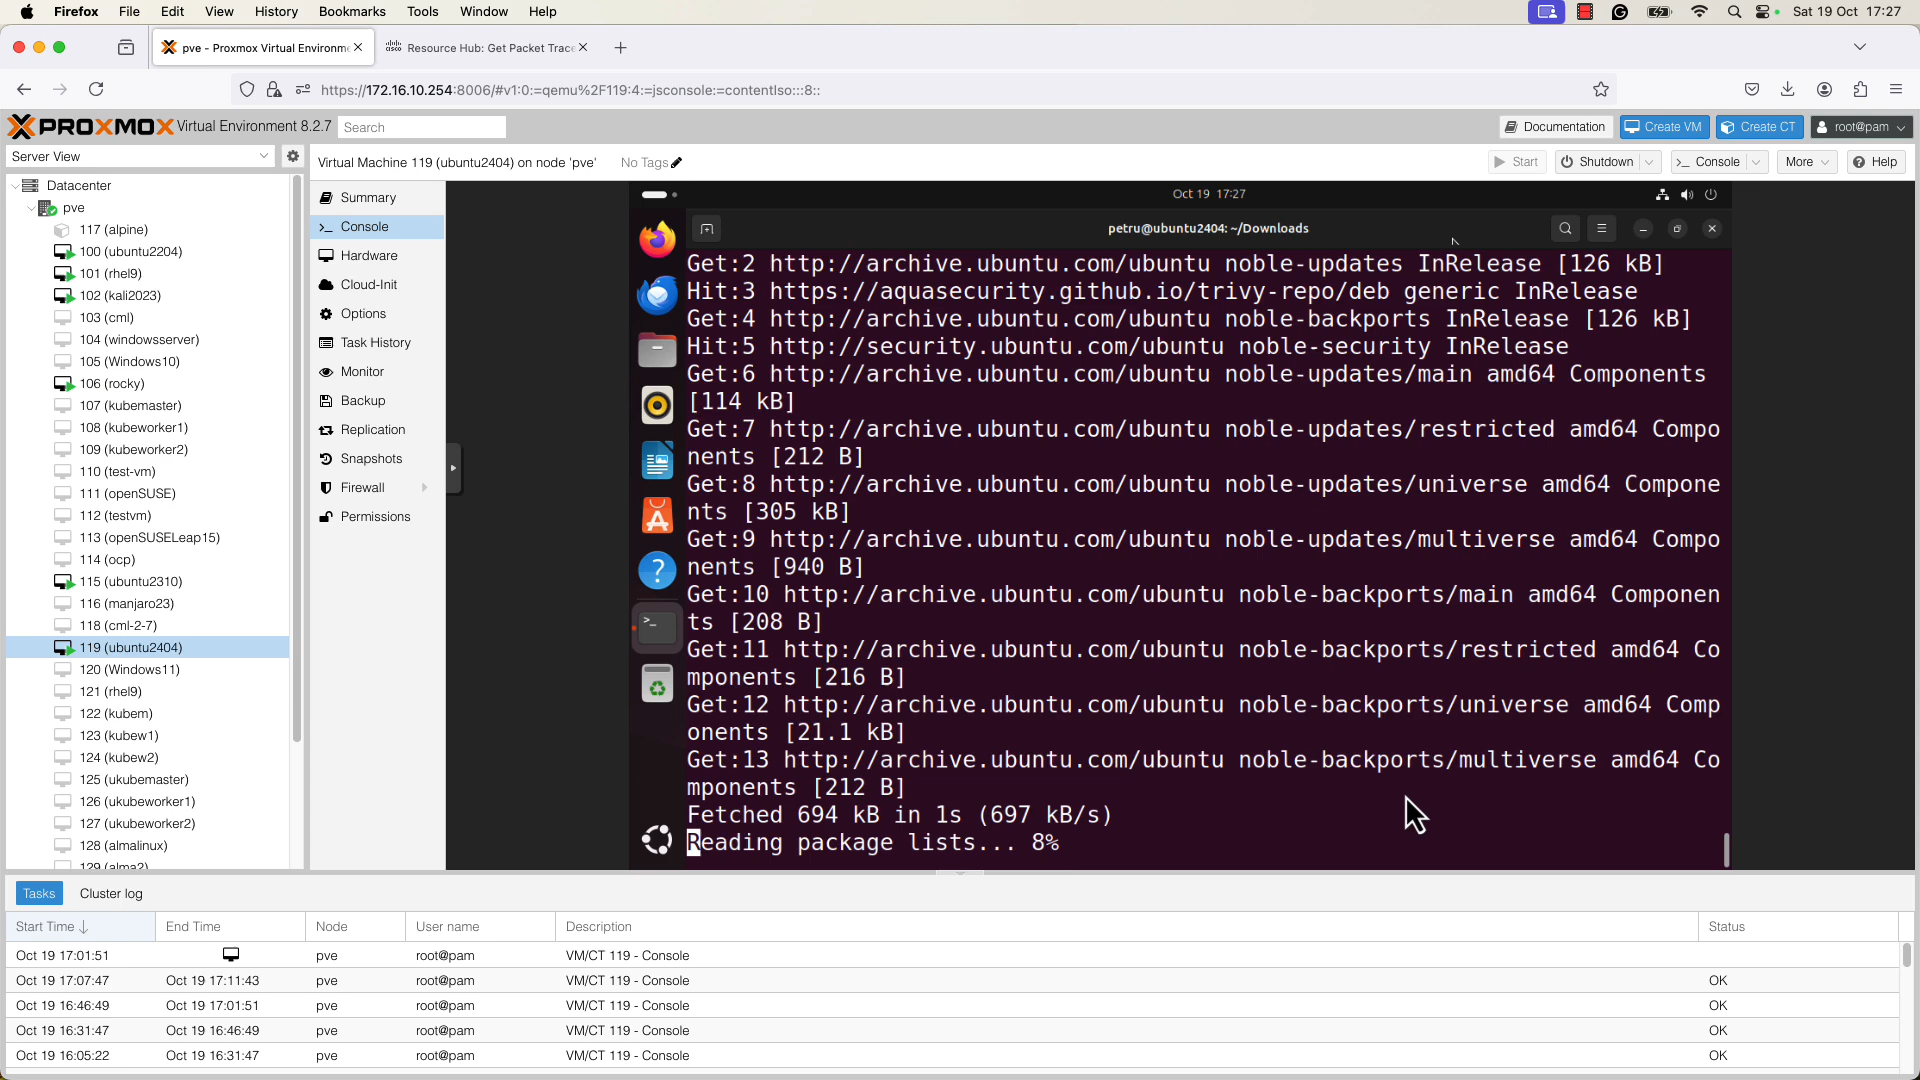 Firefox File Edit View History Bookmarks Tools Window Help Sat 19 Oct 17:27
pve - Proxmox Virtual Environm Resource Hub: Get Packet Trace
https://172.16.10.254:8006/#v1:0:=qemu%2F119:4:=jsconsole:=contentIso:::8::
PROXMOX Virtual Environment 8.2.7 Search Documentation Create VM Create CT root@pam
Server View Virtual Machine 119 (ubuntu2404) on node 'pve' No Tags Start Shutdown Console More Help
Datacenter
pve
117 (alpine)
100 (ubuntu2204)
101 (rhel9)
102 (kali2023)
103 (cml)
104 (windowsserver)
105 (Windows10)
106 (rocky)
107 (kubemaster)
108 (kubeworker1)
109 (kubeworker2)
110 (test-vm)
111 (openSUSE)
112 (testvm)
113 (openSUSELeap15)
114 (ocp)
115 (ubuntu2310)
116 (manjaro23)
118 (cml-2-7)
119 (ubuntu2404)
120 (Windows11)
121 (rhel9)
122 (kubem)
123 (kubew1)
124 (kubew2)
125 (ukubemaster)
126 (ukubeworker1)
127 (ukubeworker2)
128 (almalinux)
129 (alma2)
Summary
Console
Hardware
Cloud-Init
Options
Task History
Monitor
Backup
Replication
Snapshots
Firewall
Permissions
Oct 19 17:27
petru@ubuntu2404: ~/Downloads
Get:2 http://archive.ubuntu.com/ubuntu noble-updates InRelease [126 kB]
Hit:3 https://aquasecurity.github.io/trivy-repo/deb generic InRelease
Get:4 http://archive.ubuntu.com/ubuntu noble-backports InRelease [126 kB]
Hit:5 http://security.ubuntu.com/ubuntu noble-security InRelease
Get:6 http://archive.ubuntu.com/ubuntu noble-updates/main amd64 Components
[114 kB]
Get:7 http://archive.ubuntu.com/ubuntu noble-updates/restricted amd64 Compo
nents [212 B]
Get:8 http://archive.ubuntu.com/ubuntu noble-updates/universe amd64 Compone
nts [305 kB]
Get:9 http://archive.ubuntu.com/ubuntu noble-updates/multiverse amd64 Compo
nents [940 B]
Get:10 http://archive.ubuntu.com/ubuntu noble-backports/main amd64 Componen
ts [208 B]
Get:11 http://archive.ubuntu.com/ubuntu noble-backports/restricted amd64 Co
mponents [216 B]
Get:12 http://archive.ubuntu.com/ubuntu noble-backports/universe amd64 Comp
onents [21.1 kB]
Get:13 http://archive.ubuntu.com/ubuntu noble-backports/multiverse amd64 Co
mponents [212 B]
Fetched 694 kB in 1s (697 kB/s)
Reading package lists... 8%
Tasks Cluster log
Start Time End Time Node User name Description Status
Oct 19 17:01:51 pve root@pam VM/CT 119 - Console
Oct 19 17:07:47 Oct 19 17:11:43 pve root@pam VM/CT 119 - Console OK
Oct 19 16:46:49 Oct 19 17:01:51 pve root@pam VM/CT 119 - Console OK
Oct 19 16:31:47 Oct 19 16:46:49 pve root@pam VM/CT 119 - Console OK
Oct 19 16:05:22 Oct 19 16:31:47 pve root@pam VM/CT 119 - Console OK